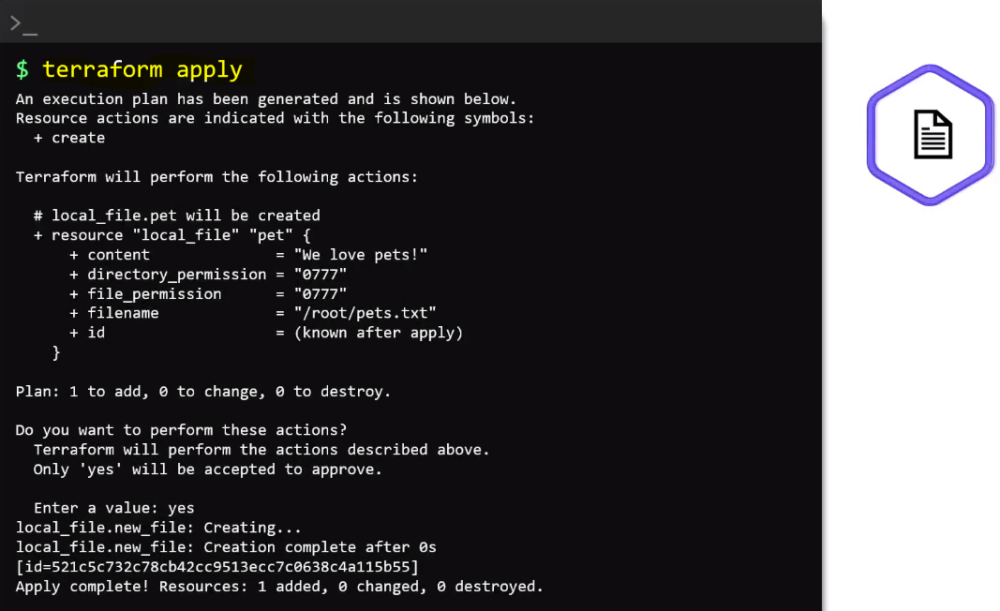 >_
$ terraform apply
An execution plan has been generated and is shown below.
Resource actions are indicated with the following symbols:
  + create

Terraform will perform the following actions:

  # local_file.pet will be created
  + resource "local_file" "pet" {
      + content              = "We love pets!"
      + directory_permission = "0777"
      + file_permission      = "0777"
      + filename             = "/root/pets.txt"
      + id                   = (known after apply)
    }

Plan: 1 to add, 0 to change, 0 to destroy.

Do you want to perform these actions?
  Terraform will perform the actions described above.
  Only 'yes' will be accepted to approve.

  Enter a value: yes
local_file.new_file: Creating...
local_file.new_file: Creation complete after 0s
[id=521c5c732c78cb42cc9513ecc7c0638c4a115b55]
Apply complete! Resources: 1 added, 0 changed, 0 destroyed.